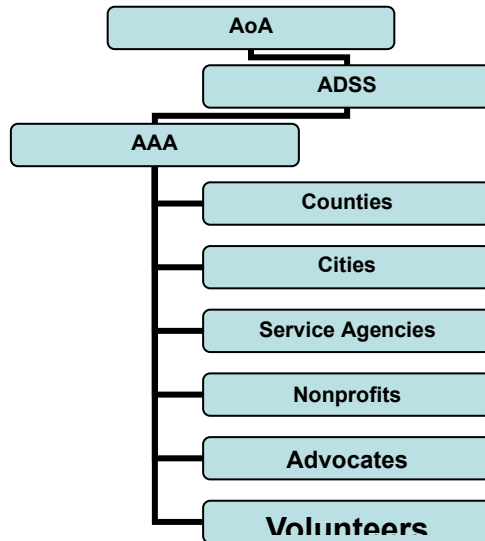 AoA
ADSS
AAA
Counties
Cities
Service Agencies
Nonprofits
Advocates
Volunteers